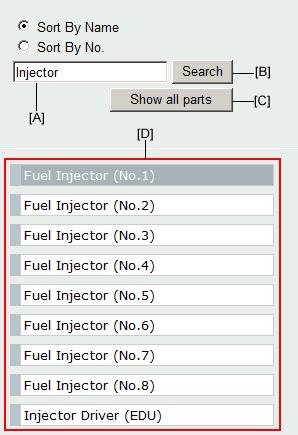 Sort By Name
Sort By No.
Injector Search [B]
Show all parts [C]
[A]
[D]
Fuel Injector (No.1)
Fuel Injector (No.2)
Fuel Injector (No.3)
Fuel Injector (No.4)
Fuel Injector (No.5)
Fuel Injector (No.6)
Fuel Injector (No.7)
Fuel Injector (No.8)
Injector Driver (EDU)